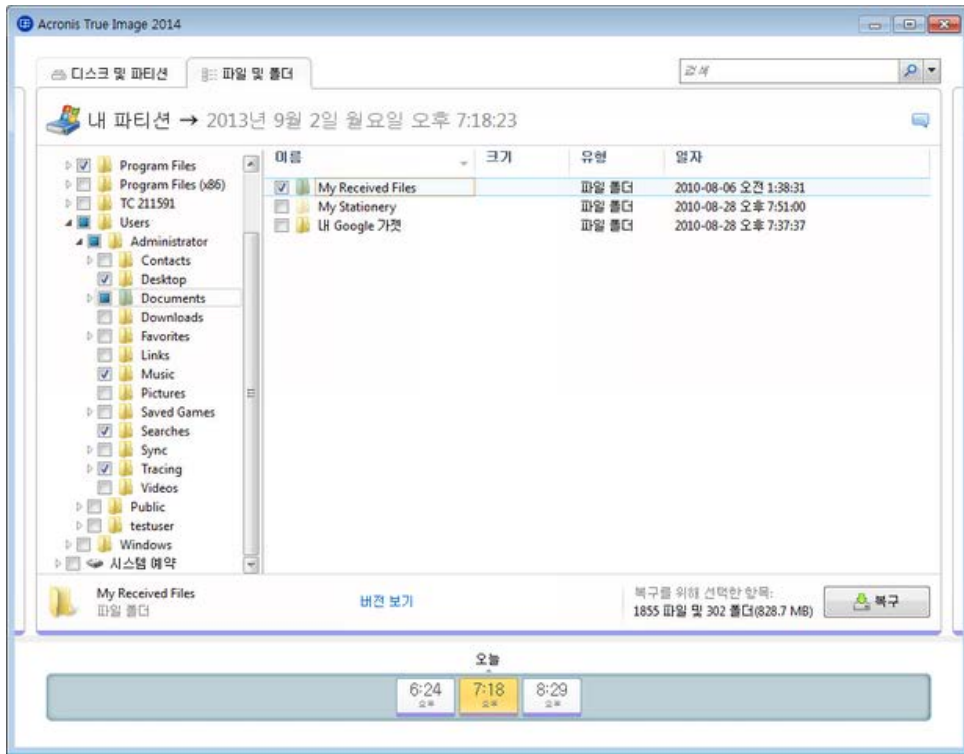 Acronis True Image 2014
디스크 및 파티션
파일 및 폴더
검색
내 파티션 → 2013년 9월 2일 월요일 오후 7:18:23
이름 크기 유형 일자
Program Files
Program Files (x86)
TC 211591
Users
Administrator
Contacts
Desktop
Documents
Downloads
Favorites
Links
Music
Pictures
Saved Games
Searches
Sync
Tracing
Videos
Public
testuser
Windows
시스템 예약
My Received Files 파일 폴더 2010-08-06 오전 1:38:31
My Stationery 파일 폴더 2010-08-28 오후 7:51:00
내 Google 가젯 파일 폴더 2010-08-28 오후 7:37:37
My Received Files
파일 폴더
버전 보기
복구를 위해 선택한 항목:
1855 파일 및 302 폴더(828.7 MB)
복구
오늘
6:24 7:18 8:29
오후 오후 오후